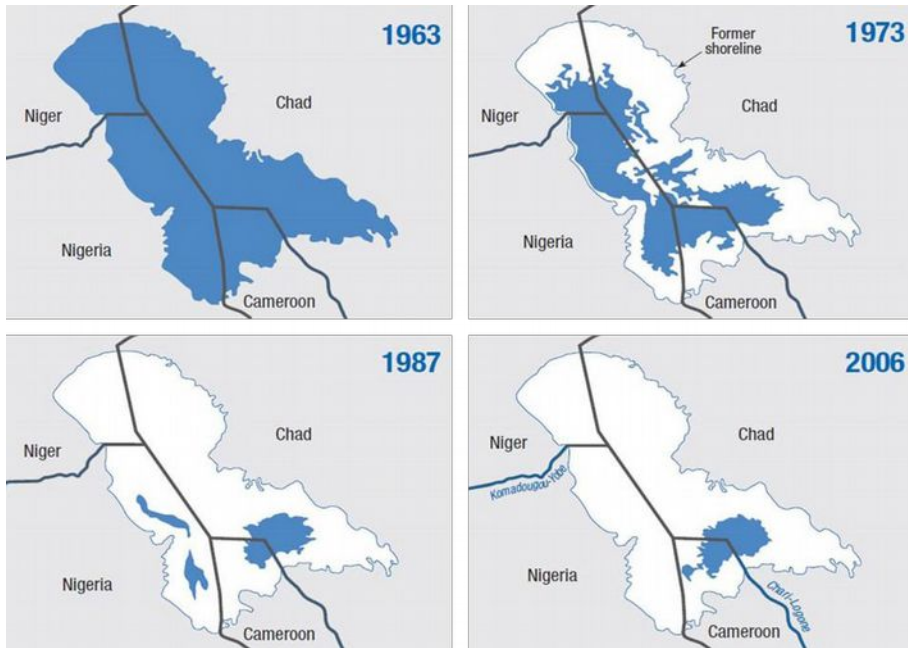 1963
Niger
Chad
Nigeria
Cameroon
1973
Former
shoreline
Niger
Chad
Nigeria
Cameroon
1987
Niger
Chad
Nigeria
Cameroon
2006
Niger
Chad
Komadougou-Yobe
Nigeria
Chari-Logone
Cameroon